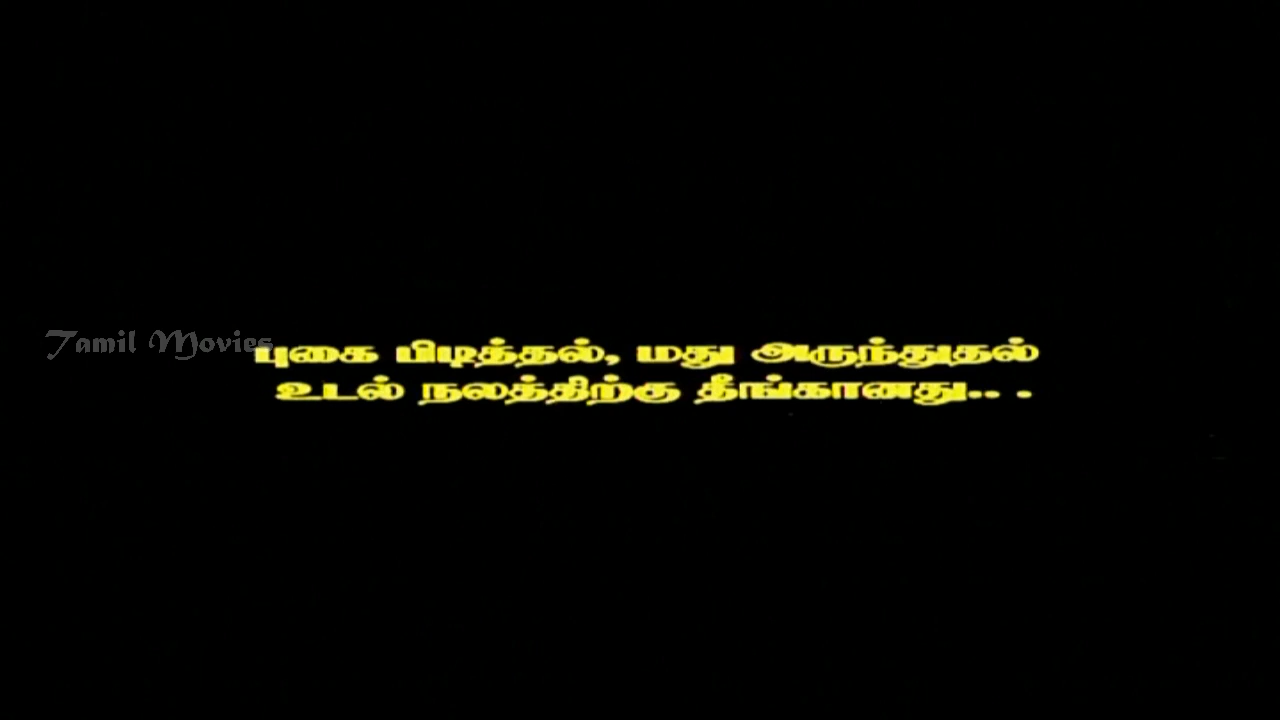 Tamil Movies
புகை பிடித்தல், மது அருந்துதல்
உடல் நலத்திற்கு தீங்கானது.. .